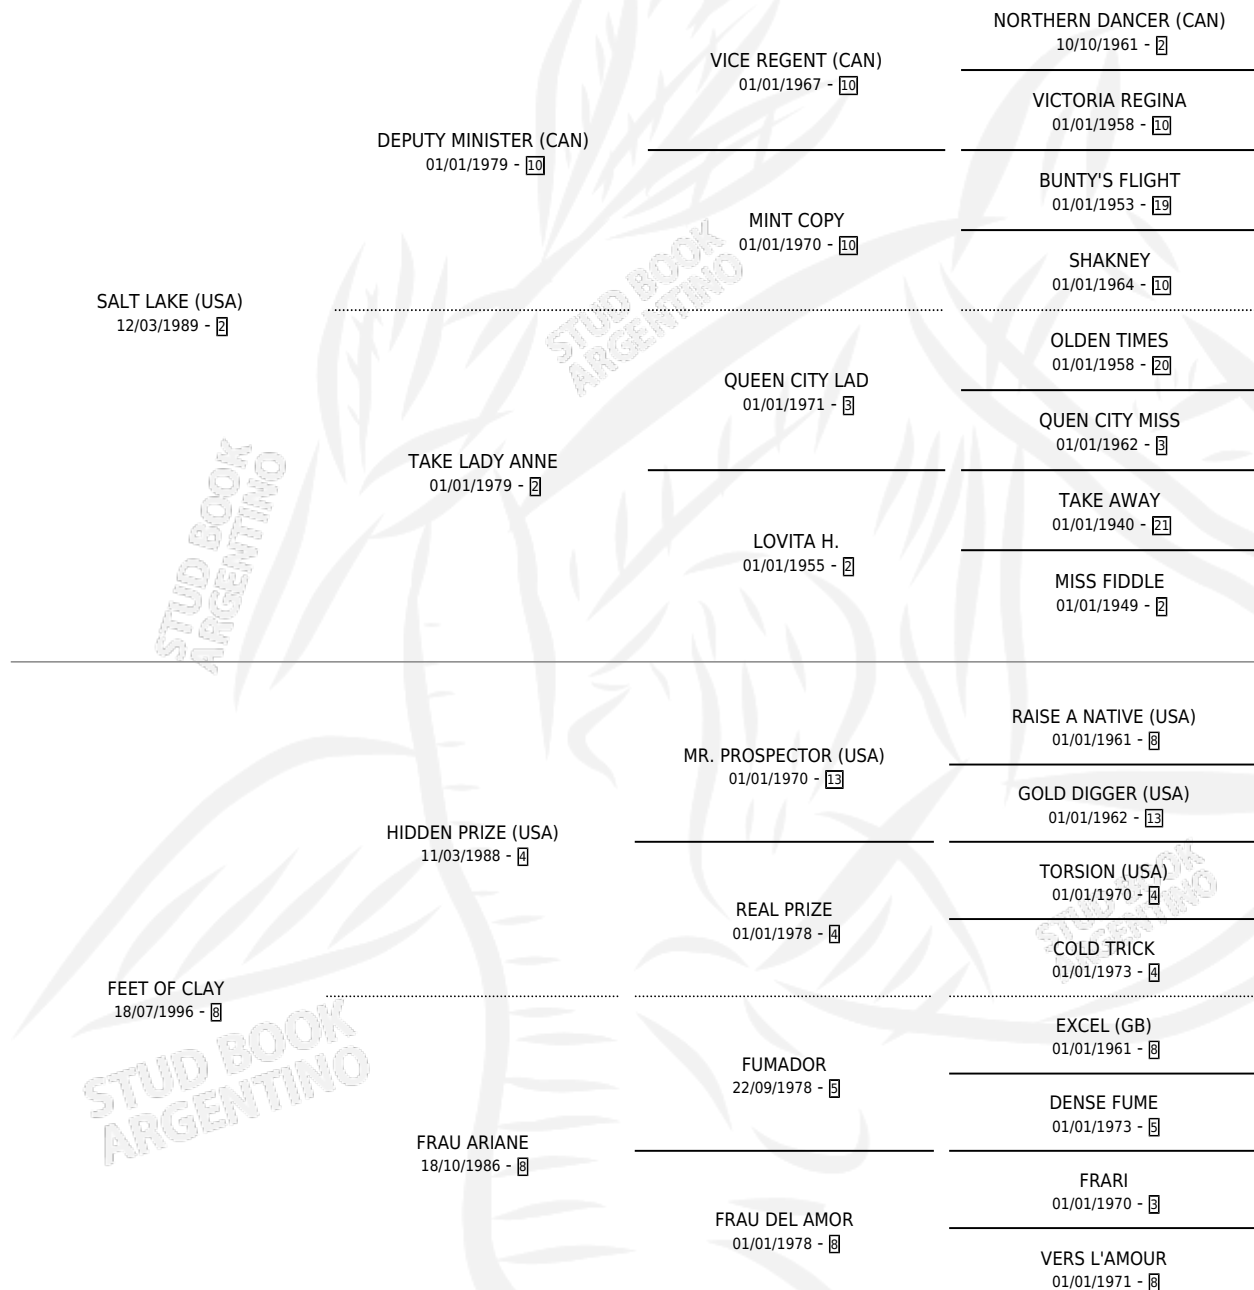 NORTHERN DANCER (CAN)
10/10/1961 - 2
VICE REGENT (CAN)
01/01/1967 - 10
VICTORIA REGINA
01/01/1958 - 10
DEPUTY MINISTER (CAN)
01/01/1979 - 10
BUNTY'S FLIGHT
01/01/1953 - 19
MINT COPY
01/01/1970 - 10
SHAKNEY
01/01/1964 - 10
SALT LAKE (USA)
12/03/1989 - 2
OLDEN TIMES
01/01/1958 - 20
QUEEN CITY LAD
01/01/1971 - 3
QUEN CITY MISS
01/01/1962 - 3
TAKE LADY ANNE
01/01/1979 - 2
TAKE AWAY
01/01/1940 - 21
LOVITA H.
01/01/1955 - 2
MISS FIDDLE
01/01/1949 - 2
RAISE A NATIVE (USA)
01/01/1961 - 8
MR. PROSPECTOR (USA)
01/01/1970 - 13
GOLD DIGGER (USA)
01/01/1962 - 13
HIDDEN PRIZE (USA)
11/03/1988 - 4
TORSION (USA)
01/01/1970 - 4
REAL PRIZE
01/01/1978 - 4
COLD TRICK
01/01/1973 - 4
FEET OF CLAY
18/07/1996 - 8
EXCEL (GB)
01/01/1961 - 8
FUMADOR
22/09/1978 - 5
DENSE FUME
01/01/1973 - 5
FRAU ARIANE
18/10/1986 - 8
FRARI
01/01/1970 - 3
FRAU DEL AMOR
01/01/1978 - 8
VERS L'AMOUR
01/01/1971 - 8
STUD BOOK
ARGENTINO
STUD BOOK
ARGENTINO
STUD BOOK
ARGENTINO
STUD BOOK
ARGENTINO